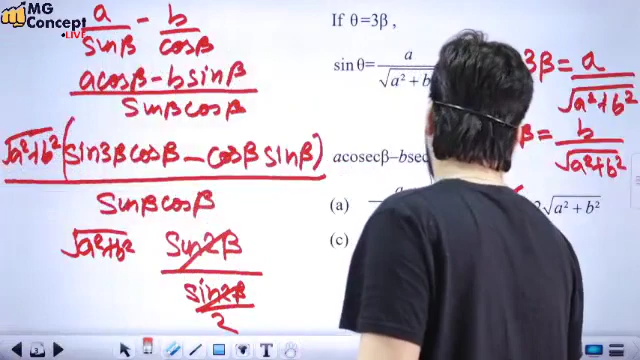 MG Concept .LIVE
a/sinβ - b/cosβ
acosβ - bsinβ / sinβcosβ
√a²+b² (sin3βcosβ - cosβsinβ) / sinβcosβ
√a²+b² sin2β / sin2β/2
If θ=3β ,
sinθ= a / √a² + b
3β = a / √a²+b²
β = b / √a²+b²
acosecβ-bsec
(a) a 2√a² + b²
(c)